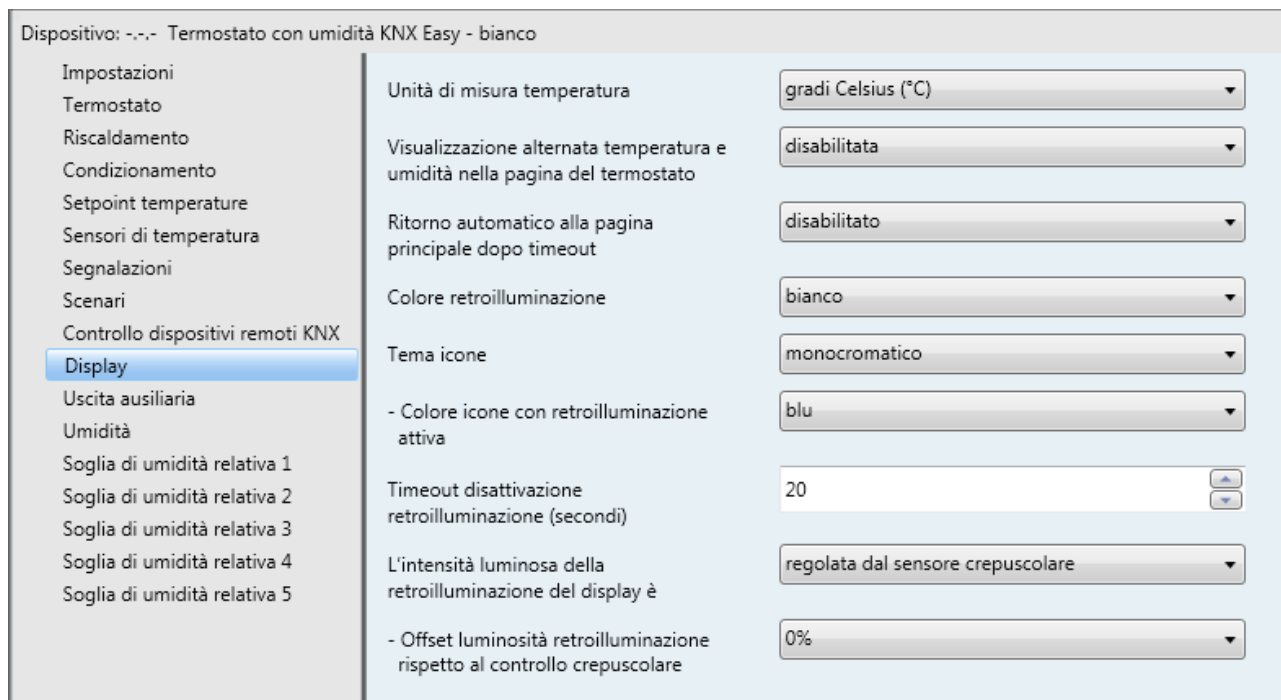 Dispositivo: -.-.- Termostato con umidità KNX Easy - bianco
Impostazioni
Termostato
Riscaldamento
Condizionamento
Setpoint temperature
Sensori di temperatura
Segnalazioni
Scenari
Controllo dispositivi remoti KNX
Display
Uscita ausiliaria
Umidità
Soglia di umidità relativa 1
Soglia di umidità relativa 2
Soglia di umidità relativa 3
Soglia di umidità relativa 4
Soglia di umidità relativa 5
Unità di misura temperatura
gradi Celsius (°C)
Visualizzazione alternata temperatura e
umidità nella pagina del termostato
disabilitata
Ritorno automatico alla pagina
principale dopo timeout
disabilitato
Colore retroilluminazione
bianco
Tema icone
monocromatico
- Colore icone con retroilluminazione
attiva
blu
Timeout disattivazione
retroilluminazione (secondi)
20
L'intensità luminosa della
retroilluminazione del display è
regolata dal sensore crepuscolare
- Offset luminosità retroilluminazione
rispetto al controllo crepuscolare
0%